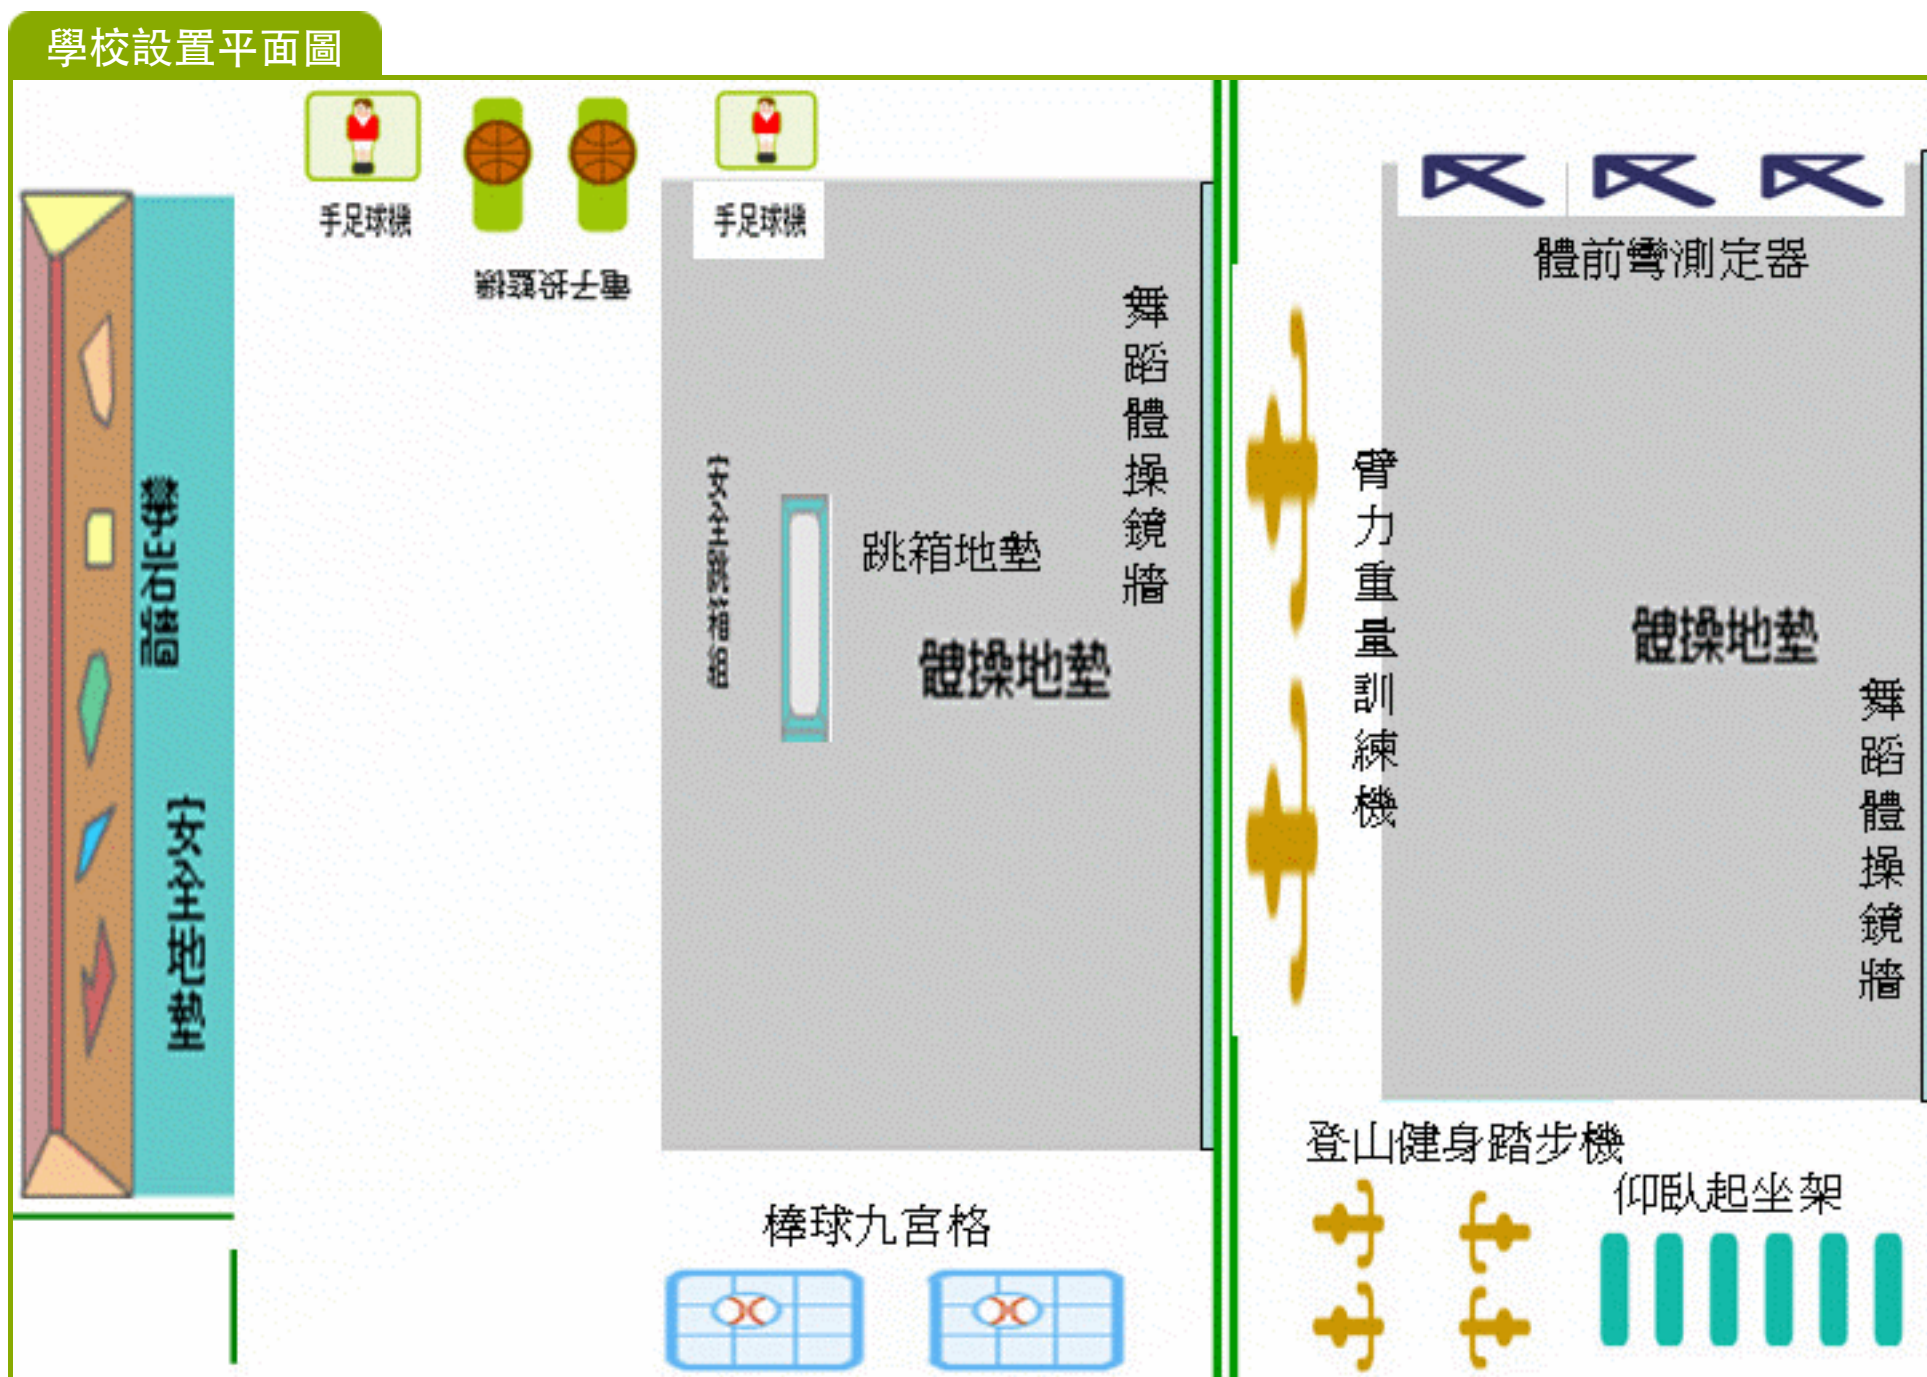 學校設置平面圖
手足球機
電子投籃機
手足球機
攀岩牆
安全地墊
安全跳箱組
跳箱地墊
體操地墊
舞蹈體操鏡牆
棒球九宮格
體前彎測定器
臂力重量訓練機
體操地墊
舞蹈體操鏡牆
登山健身踏步機
仰臥起坐架